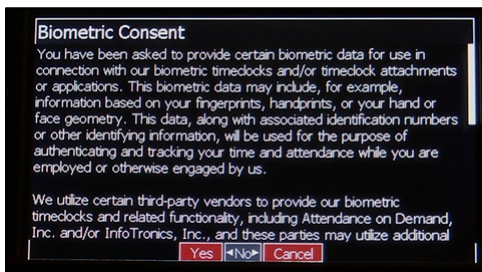 Biometric Consent
You have been asked to provide certain biometric data for use in
connection with our biometric timeclocks and/or timeclock attachments
or applications. This biometric data may include, for example,
information based on your fingerprints, handprints, or your hand or
face geometry. This data, along with associated identification numbers
or other identifying information, will be used for the purpose of
authenticating and tracking your time and attendance while you are
employed or otherwise engaged by us.
We utilize certain third-party vendors to provide our biometric
timeclocks and related functionality, including Attendance on Demand,
Inc. and/or InfoTronics, Inc., and these parties may utilize additional
Yes ◄No► Cancel